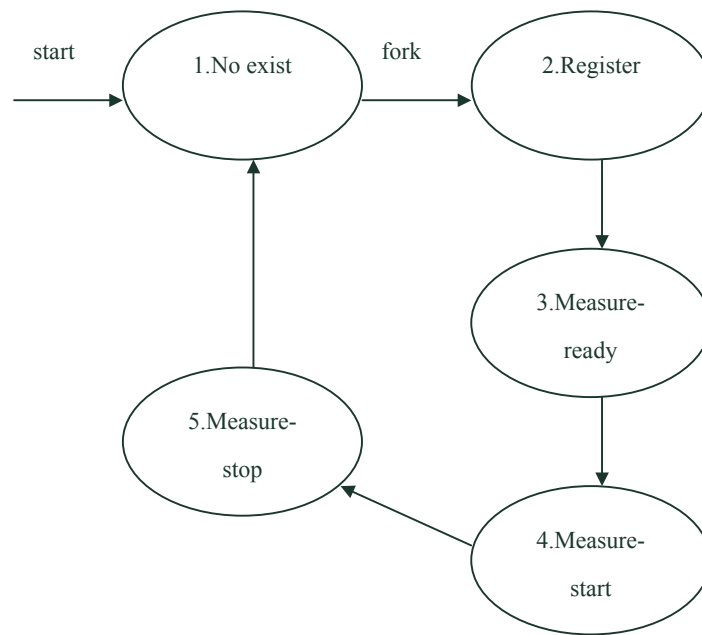 start
1.No exist
fork
2.Register
3.Measure-
ready
5.Measure-
stop
4.Measure-
start